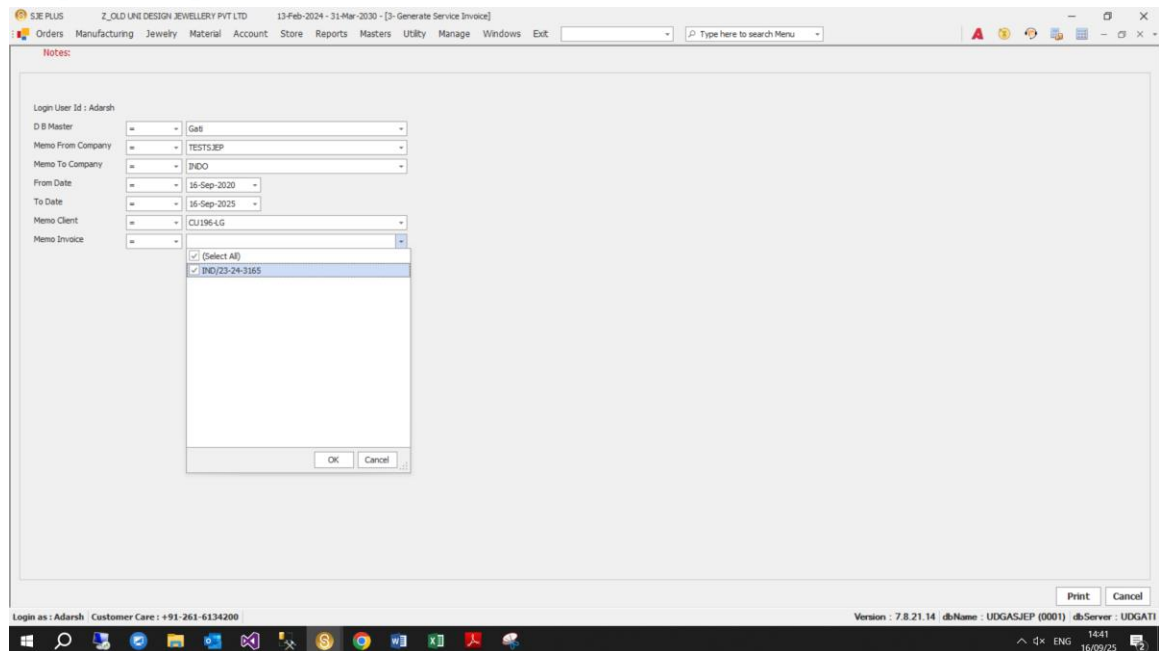 SJE PLUS Z_OLD UNI DESIGN JEWELLERY PVT LTD 13-Feb-2024 - 31-Mar-2030 - [3- Generate Service Invoice]
Orders Manufacturing Jewelry Material Account Store Reports Masters Utility Manage Windows Exit Type here to search Menu A
Notes:
Login User Id : Adarsh
D B Master = Gati
Memo From Company = TESTSJEP
Memo To Company = INDO
From Date = 16-Sep-2020
To Date = 16-Sep-2025
Memo Client = CU196-LG
Memo Invoice =
(Select All)
IND/23-24-3165
OK Cancel
Print Cancel
Login as : Adarsh Customer Care : +91-261-6134200 Version : 7.8.21.14 dbName : UDGASJEP (0001) dbServer : UDGATI
ENG 14:41
16/09/25 2